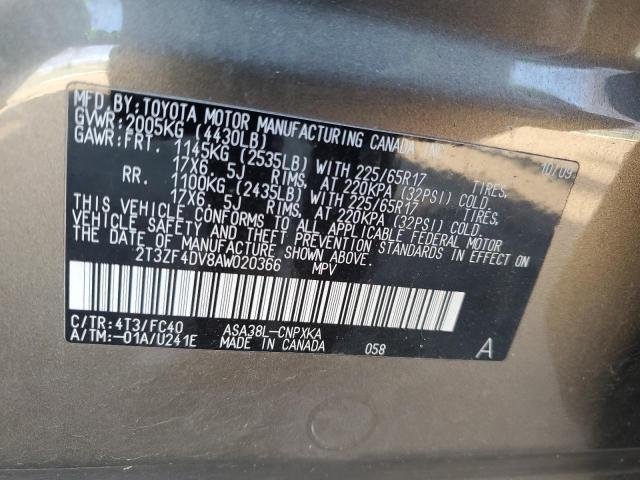 MFD.BY:TOYOTA MOTOR MANUFACTURING CANADA INC. 10/09
GVWR:2005KG (4430LB)
GAWR:FRT. 1145KG (2535LB) WITH 225/65R17 TIRES,
17X6.5J RIMS, AT 220KPA (32PSI) COLD.
RR. 1100KG (2435LB) WITH 225/65R17 TIRES,
17X6.5J RIMS, AT 220KPA (32PSI) COLD.
THIS VEHICLE CONFORMS TO ALL APPLICABLE FEDERAL MOTOR
VEHICLE SAFETY AND THEFT PREVENTION STANDARDS IN EFFECT ON
THE DATE OF MANUFACTURE SHOWN ABOVE.
2T3ZF4DV8AW020366 MPV
C/TR:4T3/FC40 ASA38L-CNPXKA
A/TM:-01A/U241E MADE IN CANADA 058 A